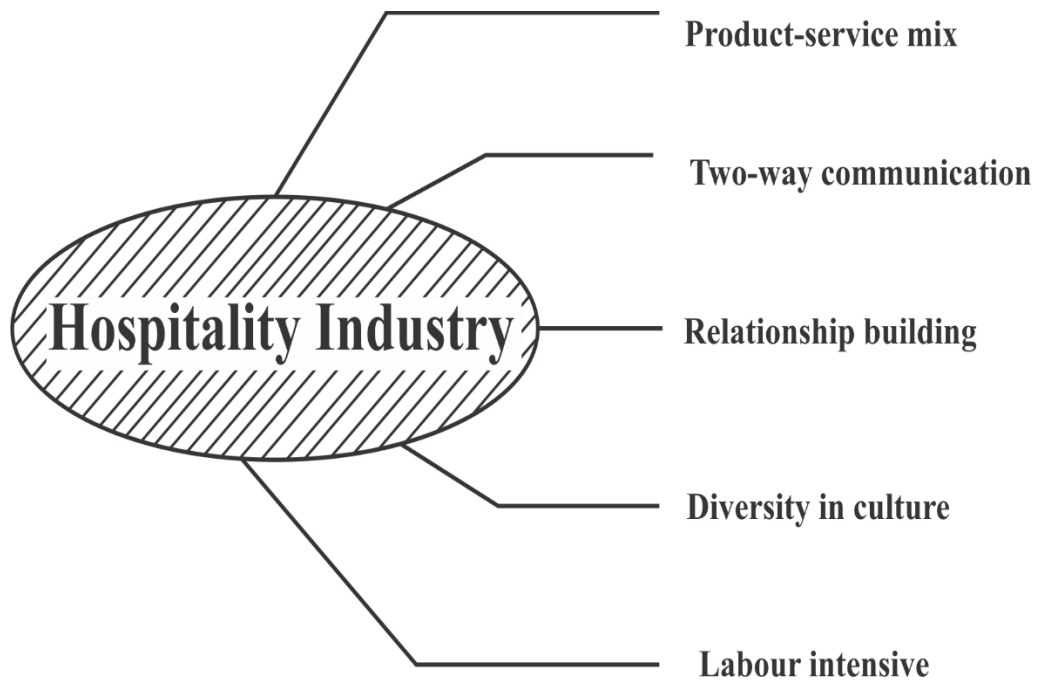 Product-service mix
Two-way communication
Hospitality Industry
Relationship building
Diversity in culture
Labour intensive